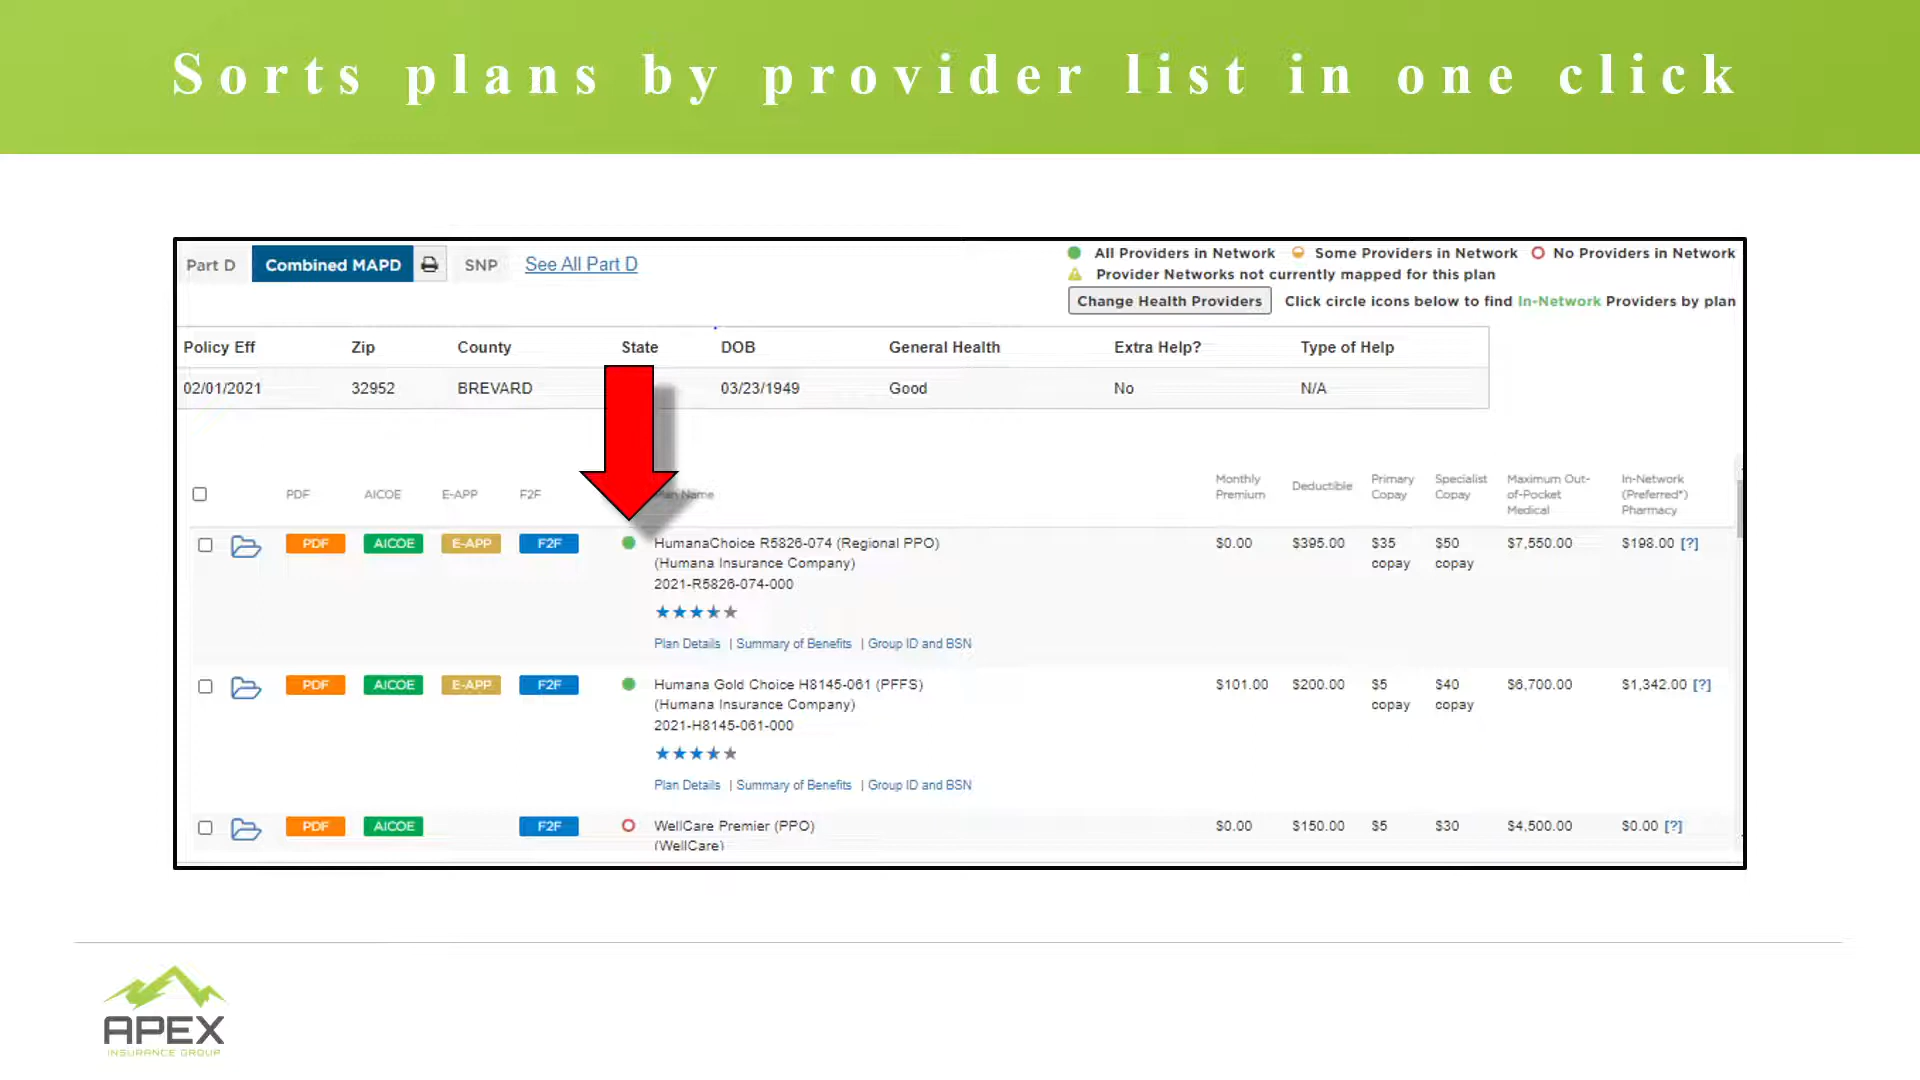 Sorts plans by provider list in one click
Part D Combined MAPD SNP See All Part D
All Providers in Network Some Providers in Network No Providers in Network
Provider Networks not currently mapped for this plan
Change Health Providers Click circle icons below to find In-Network Providers by plan
Policy Eff Zip County State DOB General Health Extra Help? Type of Help
02/01/2021 32952 BREVARD 03/23/1949 Good No N/A
PDF AICOE E-APP F2F Plan Name Monthly Premium Deductible Primary Copay Specialist Copay Maximum Out-of-Pocket Medical In-Network (Preferred*) Pharmacy
PDF AICOE E-APP F2F HumanaChoice R5826-074 (Regional PPO) $0.00 $395.00 $35 $50 $7,550.00 $198.00 [?]
(Humana Insurance Company) copay copay
2021-R5826-074-000
Plan Details | Summary of Benefits | Group ID and BSN
PDF AICOE E-APP F2F Humana Gold Choice H8145-061 (PFFS) $101.00 $200.00 $5 $40 $6,700.00 $1,342.00 [?]
(Humana Insurance Company) copay copay
2021-H8145-061-000
Plan Details | Summary of Benefits | Group ID and BSN
PDF AICOE F2F WellCare Premier (PPO) $0.00 $150.00 $5 $30 $4,500.00 $0.00 [?]
(WellCare)
APEX
INSURANCE GROUP